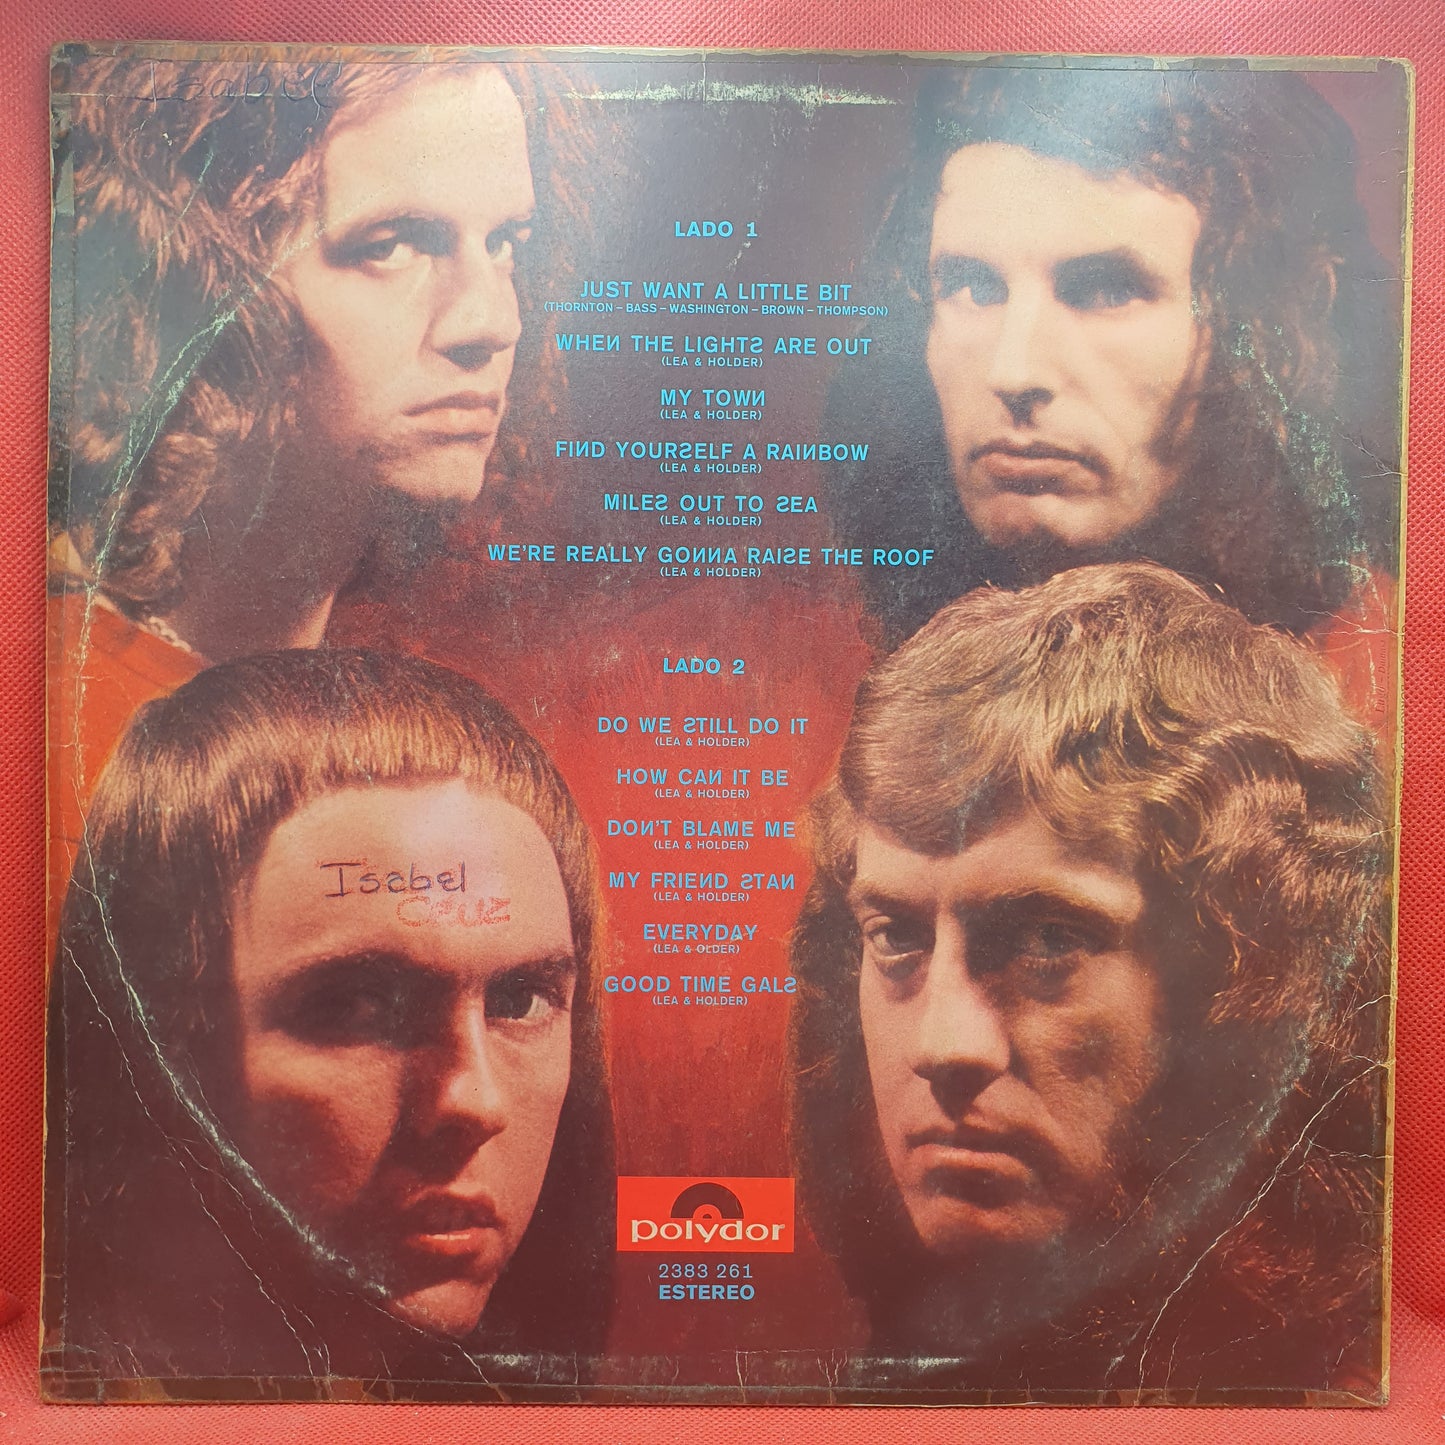 Isabel
LADO 1
JUST WANT A LITTLE BIT
(THORNTON – BASS – WASHINGTON – BROWN – THOMPSON)
WHEN THE LIGHTS ARE OUT
(LEA & HOLDER)
MY TOWN
(LEA & HOLDER)
FIND YOURSELF A RAINBOW
(LEA & HOLDER)
MILES OUT TO SEA
(LEA & HOLDER)
WE'RE REALLY GONNA RAISE THE ROOF
(LEA & HOLDER)
LADO 2
DO WE STILL DO IT
(LEA & HOLDER)
HOW CAN IT BE
(LEA & HOLDER)
DON'T BLAME ME
(LEA & HOLDER)
MY FRIEND STAN
(LEA & HOLDER)
EVERYDAY
(LEA & OLDER)
GOOD TIME GALS
(LEA & HOLDER)
Isabel
Cruz
polydor
2383 261
ESTEREO